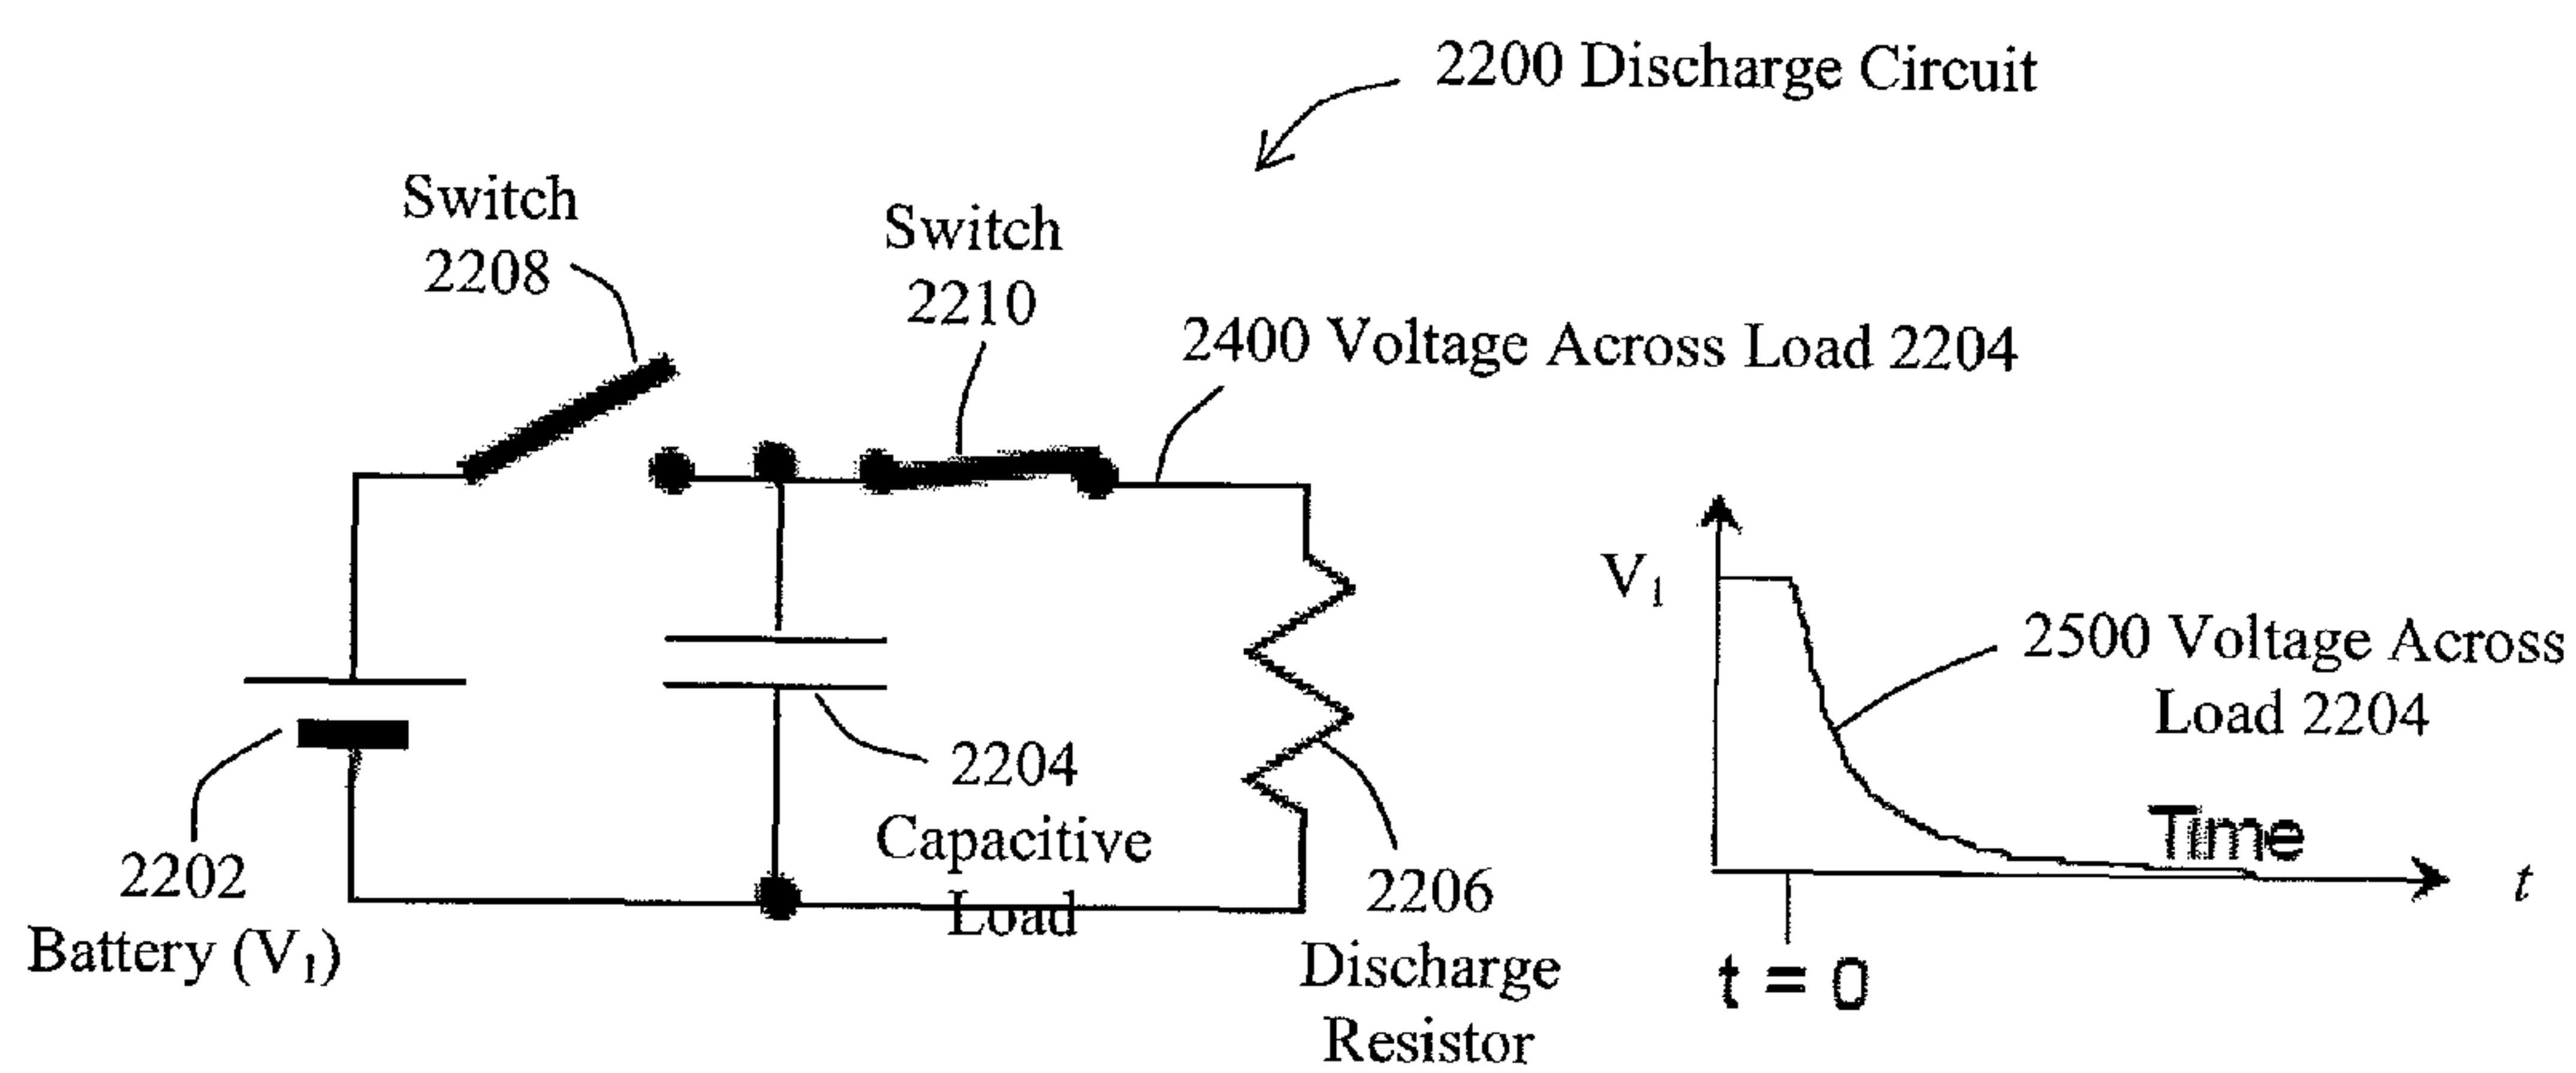 2200 Discharge Circuit
Switch
2208
Switch
2210
2400 Voltage Across Load 2204
V1
2500 Voltage Across
Load 2204
2204
Capacitive
Load
Time
t
2202
Battery (V1)
2206
Discharge
Resistor
t = 0